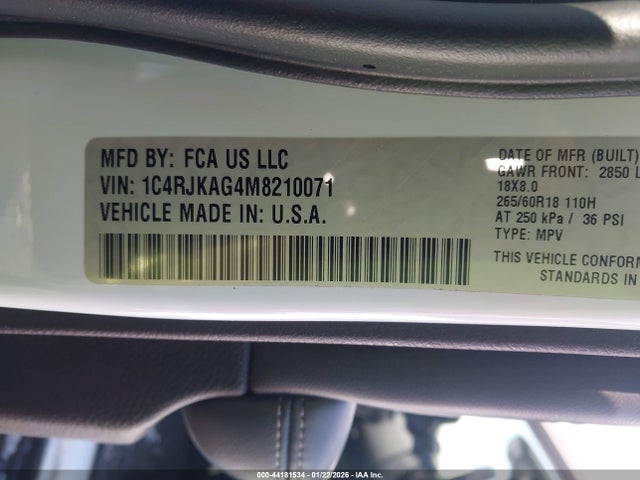 MFD BY: FCA US LLC
VIN: 1C4RJKAG4M8210071
VEHICLE MADE IN: U.S.A.
DATE OF MFR (BUILT)
GAWR FRONT: 2850 L
18X8.0
265/60R18 110H
AT 250 kPa / 36 PSI
TYPE: MPV
THIS VEHICLE CONFORM
STANDARDS IN
000-44181534 - 01/22/2026 - IAA Inc.